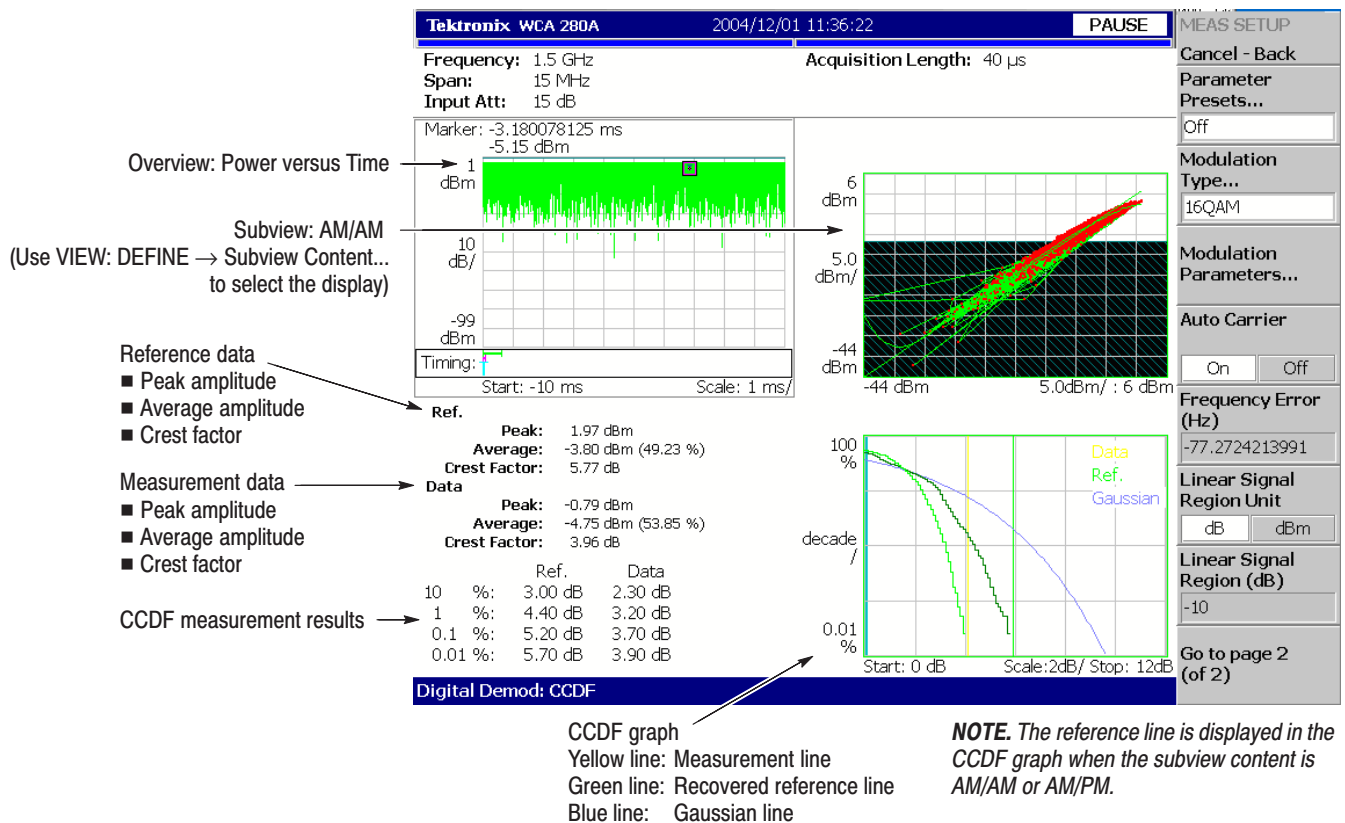 Tektronix WCA 280A 2004/12/01 11:36:22 PAUSE
Frequency: 1.5 GHz
Span: 15 MHz
Input Att: 15 dB
Acquisition Length: 40 µs
Marker: -3.180078125 ms
-5.15 dBm
1
dBm
10
dB/
-99
dBm
Timing:
Start: -10 ms Scale: 1 ms/
6
dBm
5.0
dBm/
-44
dBm
-44 dBm 5.0dBm/ : 6 dBm
Overview: Power versus Time
Subview: AM/AM
(Use VIEW: DEFINE → Subview Content...
to select the display)
Reference data
■ Peak amplitude
■ Average amplitude
■ Crest factor
Measurement data
■ Peak amplitude
■ Average amplitude
■ Crest factor
CCDF measurement results
Ref.
Peak: 1.97 dBm
Average: -3.80 dBm (49.23 %)
Crest Factor: 5.77 dB
Data
Peak: -0.79 dBm
Average: -4.75 dBm (53.85 %)
Crest Factor: 3.96 dB
Ref. Data
10 %: 3.00 dB 2.30 dB
1 %: 4.40 dB 3.20 dB
0.1 %: 5.20 dB 3.70 dB
0.01 %: 5.70 dB 3.90 dB
100
%
decade
/
0.01
%
Data
Ref.
Gaussian
Start: 0 dB Scale:2dB/ Stop: 12dB
Digital Demod: CCDF
MEAS SETUP
Cancel - Back
Parameter
Presets...
Off
Modulation
Type...
16QAM
Modulation
Parameters...
Auto Carrier
On Off
Frequency Error
(Hz)
-77.2724213991
Linear Signal
Region Unit
dB dBm
Linear Signal
Region (dB)
-10
Go to page 2
(of 2)
CCDF graph
Yellow line: Measurement line
Green line: Recovered reference line
Blue line: Gaussian line
NOTE. The reference line is displayed in the
CCDF graph when the subview content is
AM/AM or AM/PM.